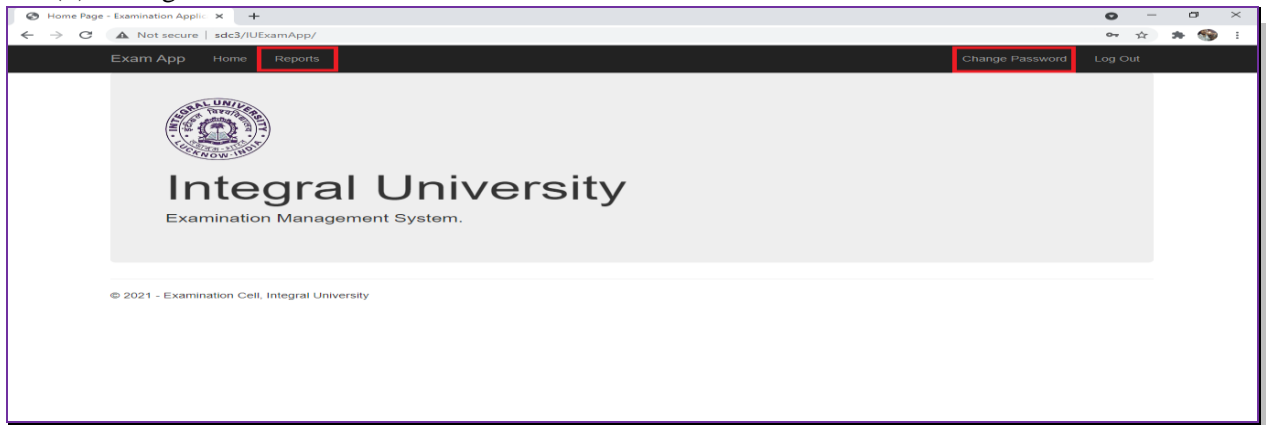 Home Page - Examination Applic
Not secure | sdc3/IUExamApp/
Exam App Home Reports Change Password Log Out
INTEGRAL UNIVERSITY
LUCKNOW-INDIA
Integral University
Examination Management System.
© 2021 - Examination Cell, Integral University